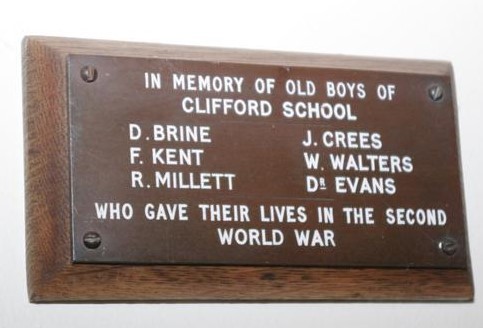 IN MEMORY OF OLD BOYS OF
CLIFFORD SCHOOL
D. BRINE J. CREES
F. KENT W. WALTERS
R. MILLETT Dᴿ EVANS
WHO GAVE THEIR LIVES IN THE SECOND
WORLD WAR